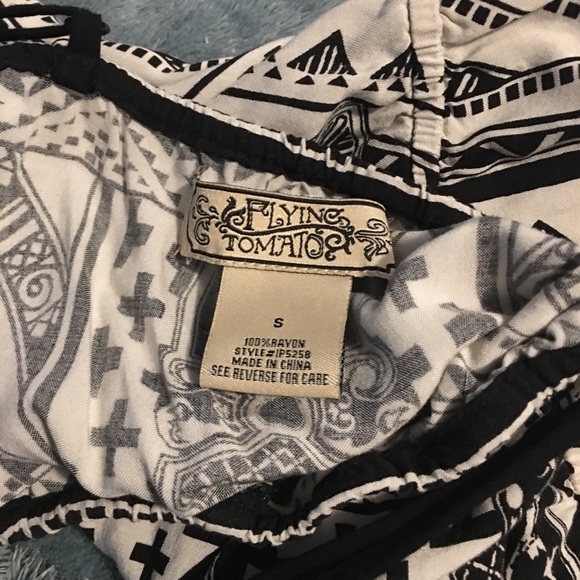 FLYING
TOMATO
S
100%RAYON
STYLE#IP5258
MADE IN CHINA
SEE REVERSE FOR CARE